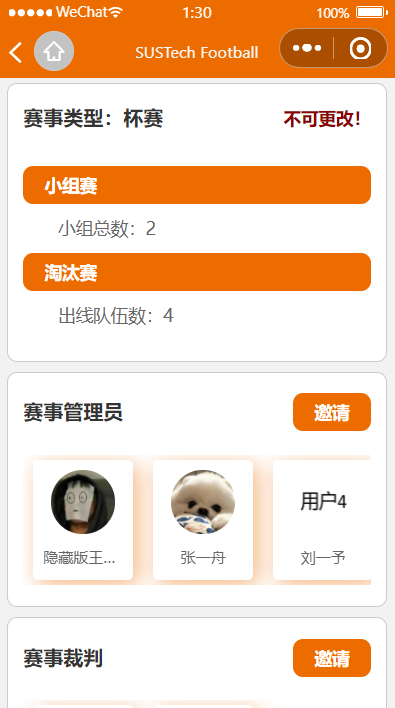 WeChat 1:30 100%
SUSTech Football
赛事类型：杯赛 不可更改！
小组赛
小组总数：2
淘汰赛
出线队伍数：4
赛事管理员 邀请
用户4
隐藏版王... 张一舟 刘一予
赛事裁判 邀请